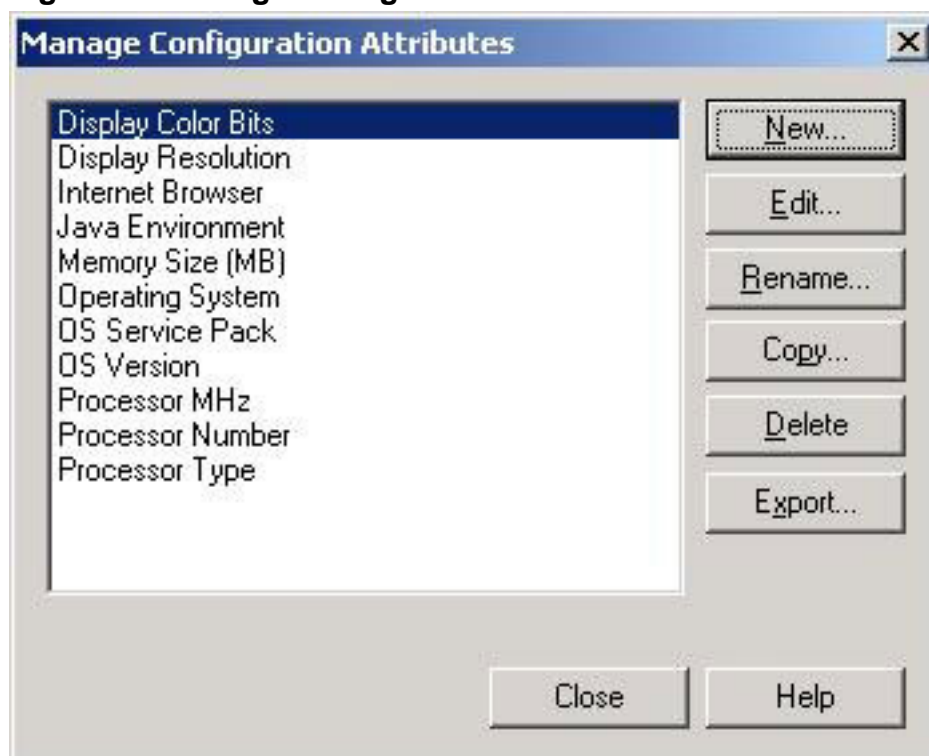 Manage Configuration Attributes
Display Color Bits
Display Resolution
Internet Browser
Java Environment
Memory Size (MB)
Operating System
OS Service Pack
OS Version
Processor MHz
Processor Number
Processor Type
New...
Edit...
Rename...
Copy...
Delete
Export...
Close
Help